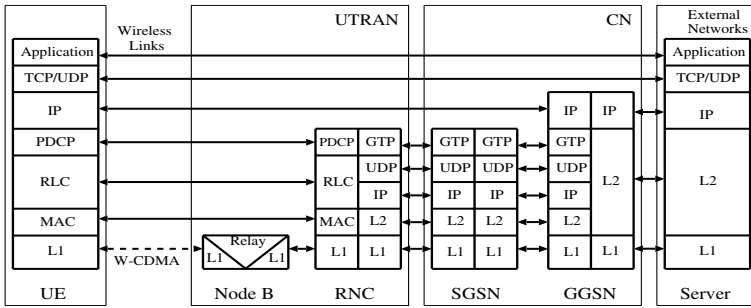 Wireless Links
UTRAN
CN
External Networks
Application
Application
TCP/UDP
TCP/UDP
IP
IP IP
IP
PDCP
PDCP GTP
GTP GTP
GTP
RLC
RLC
UDP
UDP UDP
UDP
L2
L2
IP
IP IP
IP
MAC
MAC L2
L2 L2
L2
L1
W-CDMA
Relay
L1 L1
L1 L1
L1 L1
L1 L1
L1
UE
Node B
RNC
SGSN
GGSN
Server